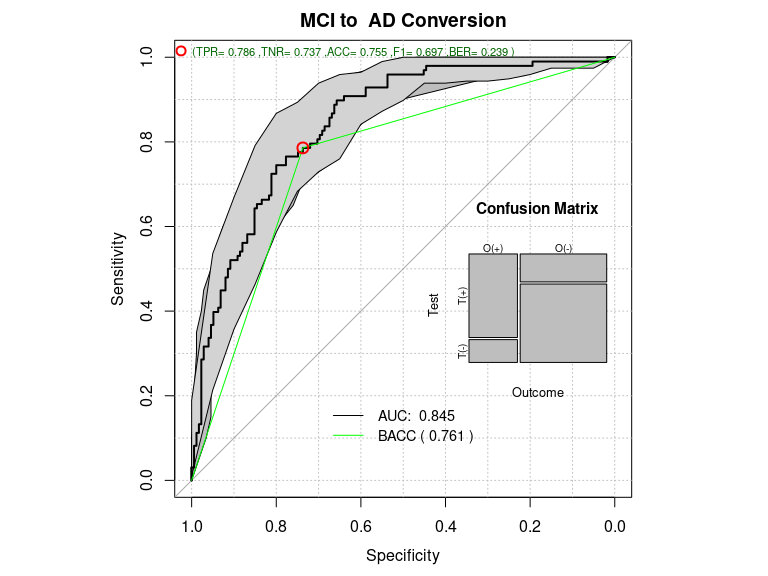 MCI to  AD Conversion
(TPR= 0.786 ,TNR= 0.737 ,ACC= 0.755 ,F1= 0.697 ,BER= 0.239 )
1.0
0.8
0.6
0.4
0.2
0.0
Sensitivity
Confusion Matrix
O(+) O(-)
T(+)
T(-)
Test
Outcome
AUC:  0.845
BACC ( 0.761 )
1.0 0.8 0.6 0.4 0.2 0.0
Specificity